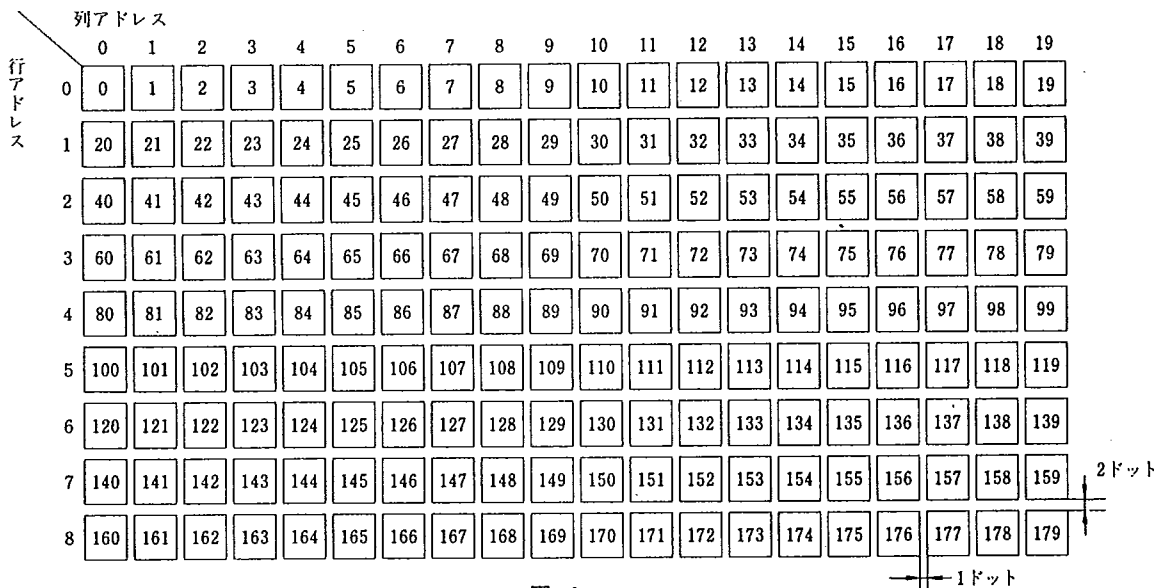 列アドレス
0 1 2 3 4 5 6 7 8 9 10 11 12 13 14 15 16 17 18 19
行アドレス
0 0 1 2 3 4 5 6 7 8 9 10 11 12 13 14 15 16 17 18 19
1 20 21 22 23 24 25 26 27 28 29 30 31 32 33 34 35 36 37 38 39
2 40 41 42 43 44 45 46 47 48 49 50 51 52 53 54 55 56 57 58 59
3 60 61 62 63 64 65 66 67 68 69 70 71 72 73 74 75 76 77 78 79
4 80 81 82 83 84 85 86 87 88 89 90 91 92 93 94 95 96 97 98 99
5 100 101 102 103 104 105 106 107 108 109 110 111 112 113 114 115 116 117 118 119
6 120 121 122 123 124 125 126 127 128 129 130 131 132 133 134 135 136 137 138 139
7 140 141 142 143 144 145 146 147 148 149 150 151 152 153 154 155 156 157 158 159
2ドット
8 160 161 162 163 164 165 166 167 168 169 170 171 172 173 174 175 176 177 178 179
1ドット